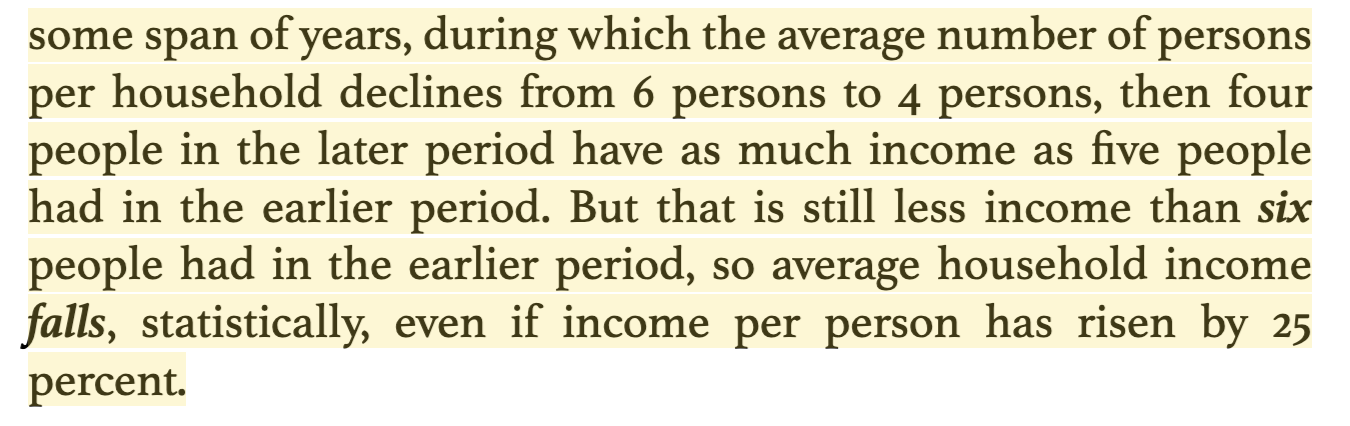 some span of years, during which the average number of persons
per household declines from 6 persons to 4 persons, then four
people in the later period have as much income as five people
had in the earlier period. But that is still less income than six
people had in the earlier period, so average household income
falls, statistically, even if income per person has risen by 25
percent.